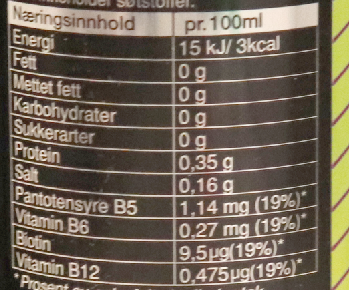 søtstoffer.
Næringsinnhold pr. 100ml
Energi 15 kJ/ 3kcal
Fett 0 g
Mettet fett 0 g
Karbohydrater 0 g
Sukkerarter 0 g
Protein 0,35 g
Salt 0,16 g
Pantotensyre B5 1,14 mg (19%)*
Vitamin B6 0,27 mg (19%)*
Biotin 9,5µg(19%)*
Vitamin B12 0,475µg(19%)*
*Prosent